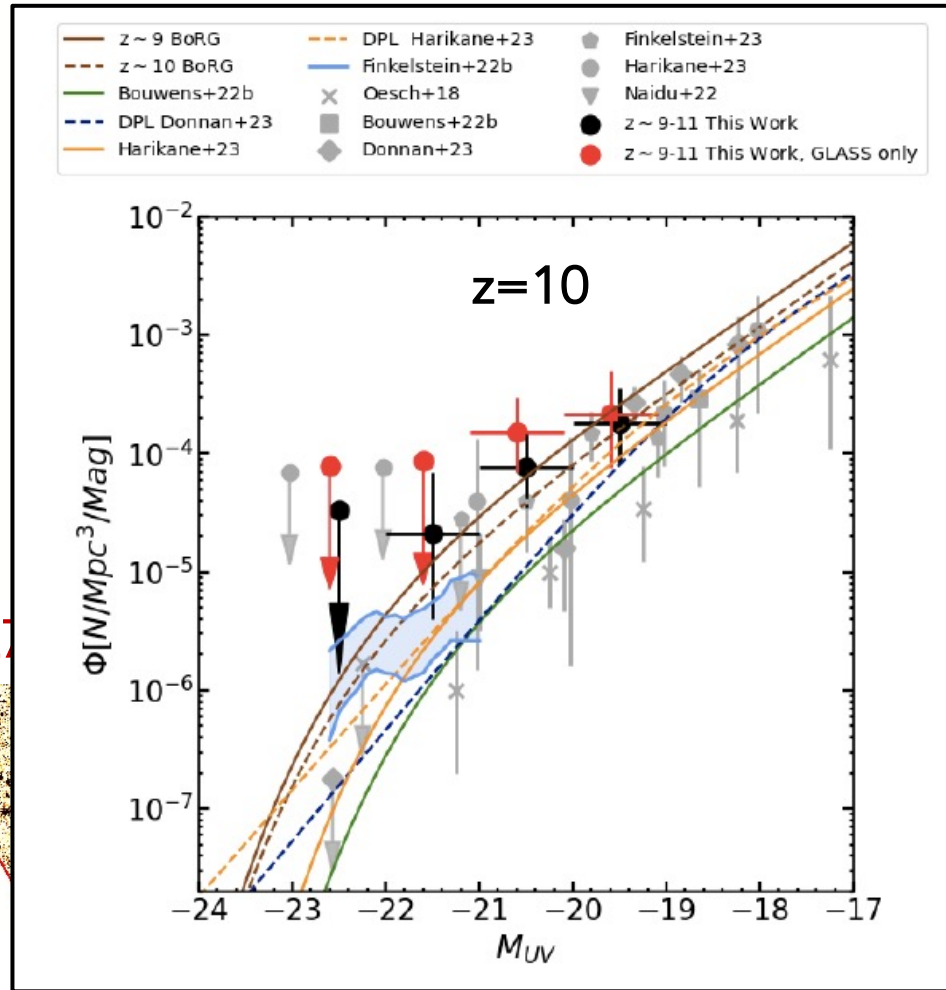 z ~ 9 BoRG
z ~ 10 BoRG
Bouwens+22b
DPL Donnan+23
Harikane+23
DPL Harikane+23
Finkelstein+22b
Oesch+18
Bouwens+22b
Donnan+23
Finkelstein+23
Harikane+23
Naidu+22
z ~ 9-11 This Work
z ~ 9-11 This Work, GLASS only
z=10
Φ[N/Mpc³/Mag]
10⁻²
10⁻³
10⁻⁴
10⁻⁵
10⁻⁶
10⁻⁷
−24 −23 −22 −21 −20 −19 −18 −17
M_UV